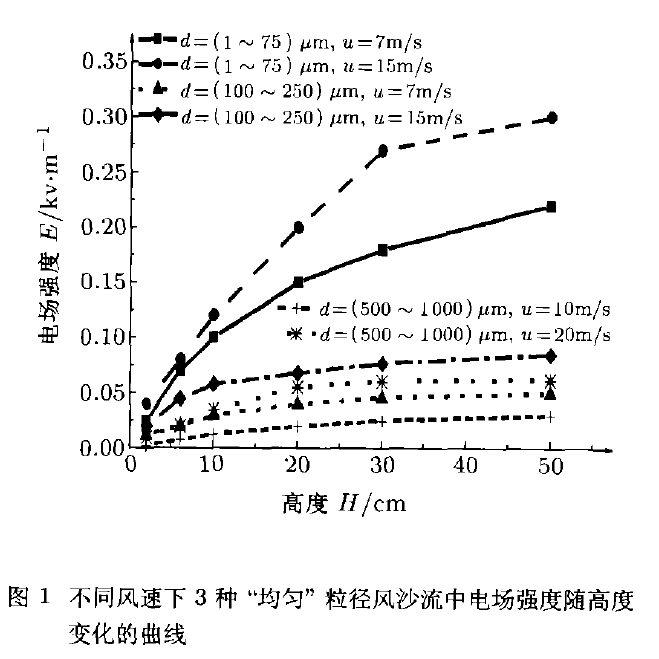 d=(1～75) μm, u=7m/s
d=(1～75) μm, u=15m/s
d=(100～250) μm, u=7m/s
d=(100～250) μm, u=15m/s
0.35
0.30
0.25
0.20
0.15
0.10
0.05
0.00
电场强度 E/kv·m⁻¹
d=(500～1000) μm, u=10m/s
d=(500～1000) μm, u=20m/s
0 10 20 30 40 50
高度 H/cm
图 1 不同风速下 3 种 “均匀” 粒径风沙流中电场强度随高度
变化的曲线